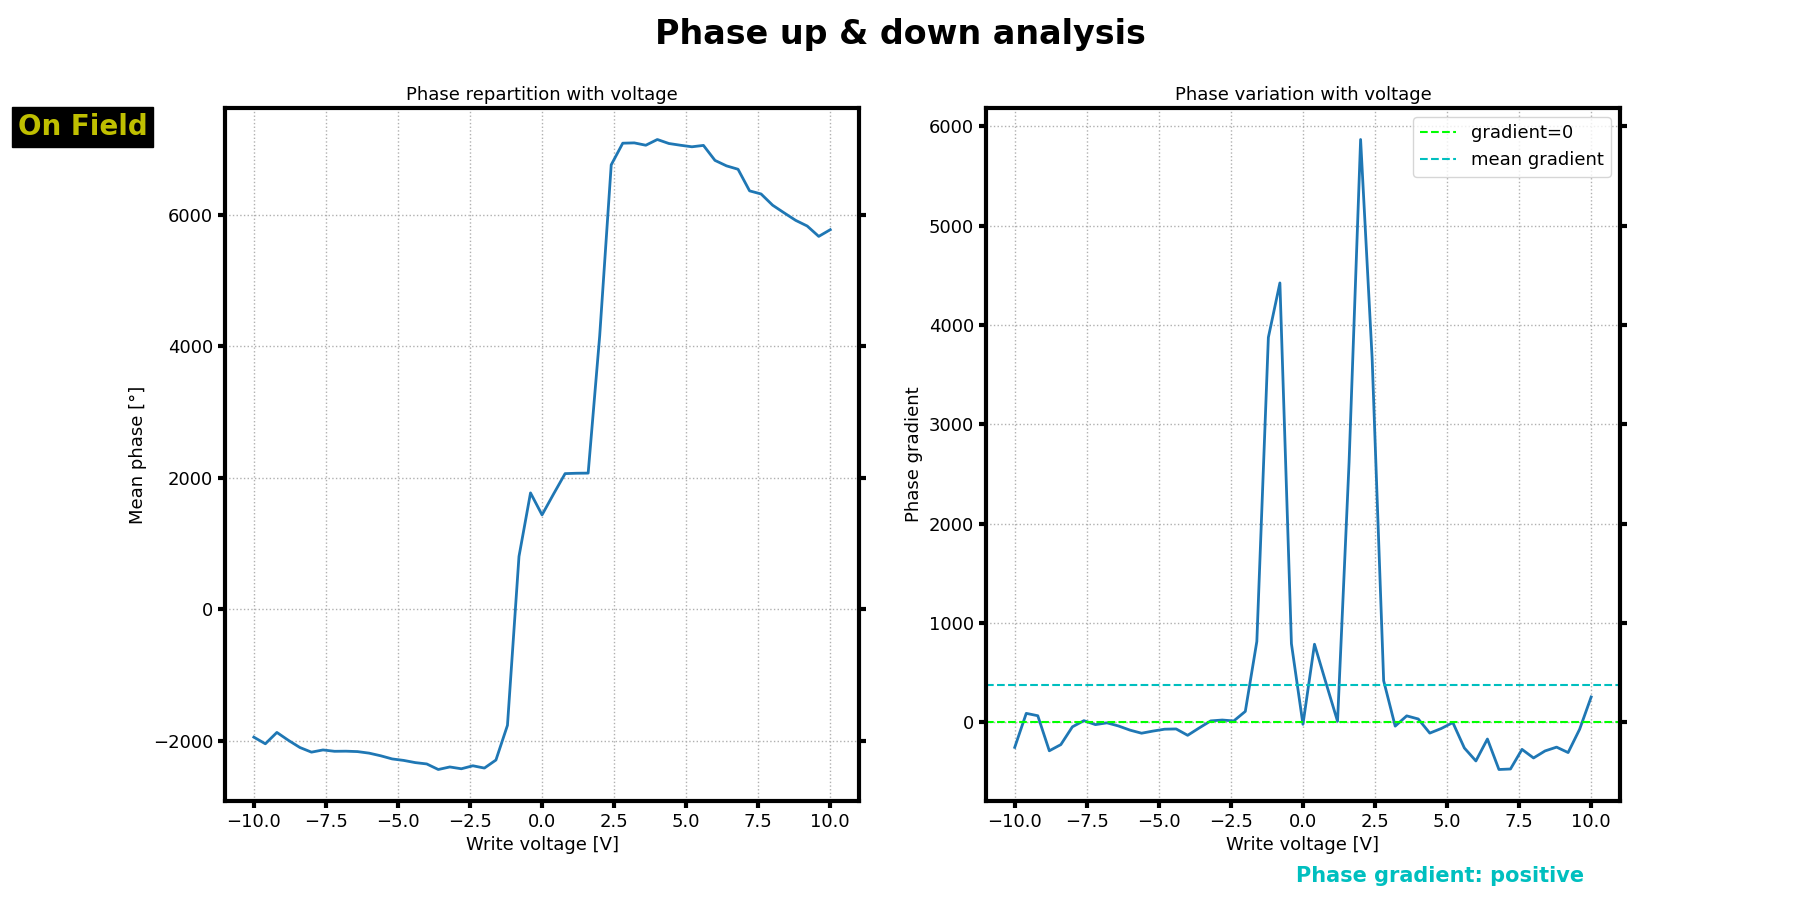 Phase up & down analysis
On Field
Phase repartition with voltage
Mean phase [°]
6000
4000
2000
0
−2000
−10.0 −7.5 −5.0 −2.5 0.0 2.5 5.0 7.5 10.0
Write voltage [V]
Phase variation with voltage
gradient=0
mean gradient
Phase gradient
6000
5000
4000
3000
2000
1000
0
−10.0 −7.5 −5.0 −2.5 0.0 2.5 5.0 7.5 10.0
Write voltage [V]
Phase gradient: positive